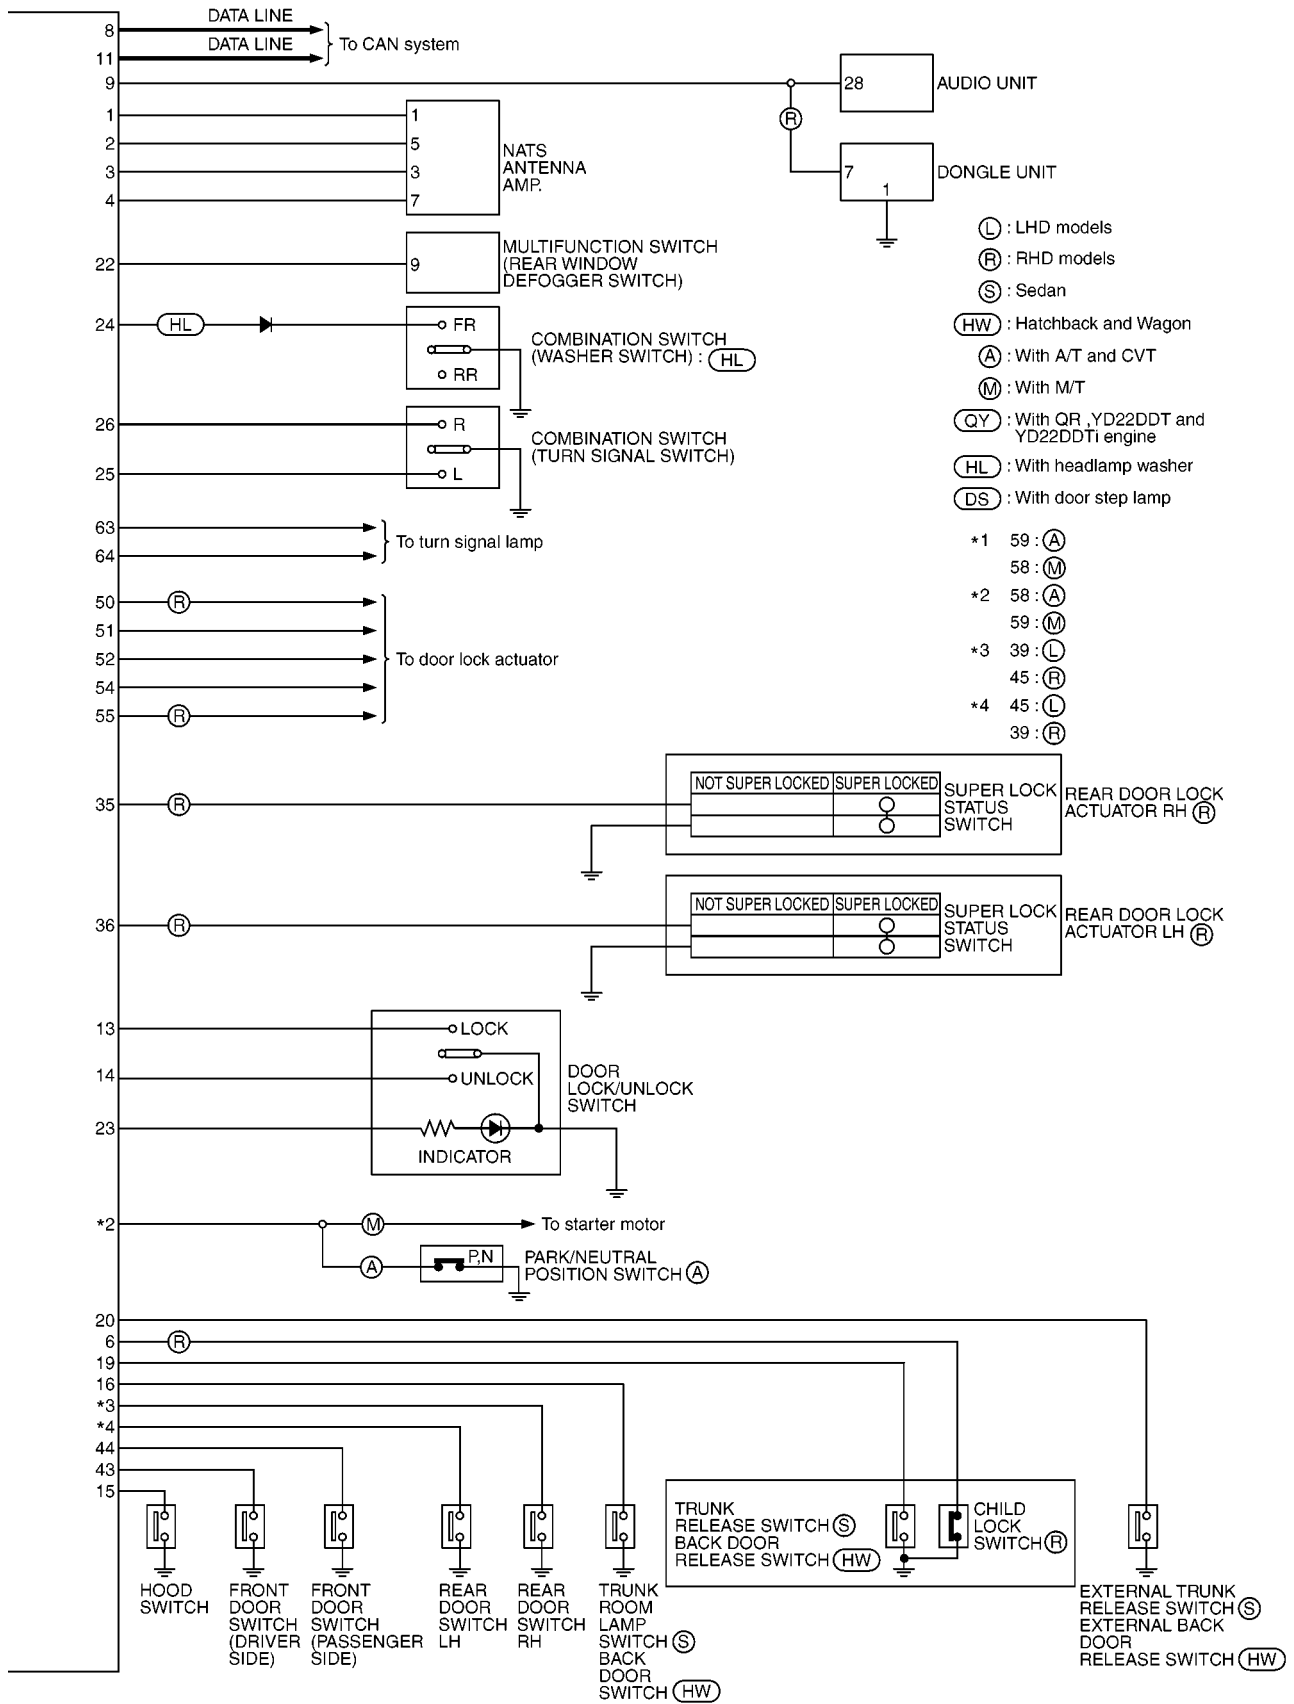 DATA LINE
8
DATA LINE
11
To CAN system
9
28
AUDIO UNIT
R
7
1
DONGLE UNIT
1
1
2
5
3
3
4
7
NATS
ANTENNA
AMP.
22
9
MULTIFUNCTION SWITCH
(REAR WINDOW
DEFOGGER SWITCH)
24
HL
FR
RR
COMBINATION SWITCH
(WASHER SWITCH) : HL
26
R
25
L
COMBINATION SWITCH
(TURN SIGNAL SWITCH)
63
64
To turn signal lamp
50
R
51
52
54
55
R
To door lock actuator
L : LHD models
R : RHD models
S : Sedan
HW : Hatchback and Wagon
A : With A/T and CVT
M : With M/T
QY : With QR ,YD22DDT and
YD22DDTi engine
HL : With headlamp washer
DS : With door step lamp
*1 59 : A
58 : M
*2 58 : A
59 : M
*3 39 : L
45 : R
*4 45 : L
39 : R
35
R
NOT SUPER LOCKED SUPER LOCKED
SUPER LOCK
STATUS
SWITCH
REAR DOOR LOCK
ACTUATOR RH R
36
R
NOT SUPER LOCKED SUPER LOCKED
SUPER LOCK
STATUS
SWITCH
REAR DOOR LOCK
ACTUATOR LH R
13
LOCK
14
UNLOCK
23
INDICATOR
DOOR
LOCK/UNLOCK
SWITCH
*2
M
To starter motor
A
P,N
PARK/NEUTRAL
POSITION SWITCH A
20
6
R
19
16
*3
*4
44
43
15
HOOD
SWITCH
FRONT
DOOR
SWITCH
(DRIVER
SIDE)
FRONT
DOOR
SWITCH
(PASSENGER
SIDE)
REAR
DOOR
SWITCH
LH
REAR
DOOR
SWITCH
RH
TRUNK
ROOM
LAMP
SWITCH S
BACK
DOOR
SWITCH HW
TRUNK
RELEASE SWITCH S
BACK DOOR
RELEASE SWITCH HW
CHILD
LOCK
SWITCH R
EXTERNAL TRUNK
RELEASE SWITCH S
EXTERNAL BACK
DOOR
RELEASE SWITCH HW